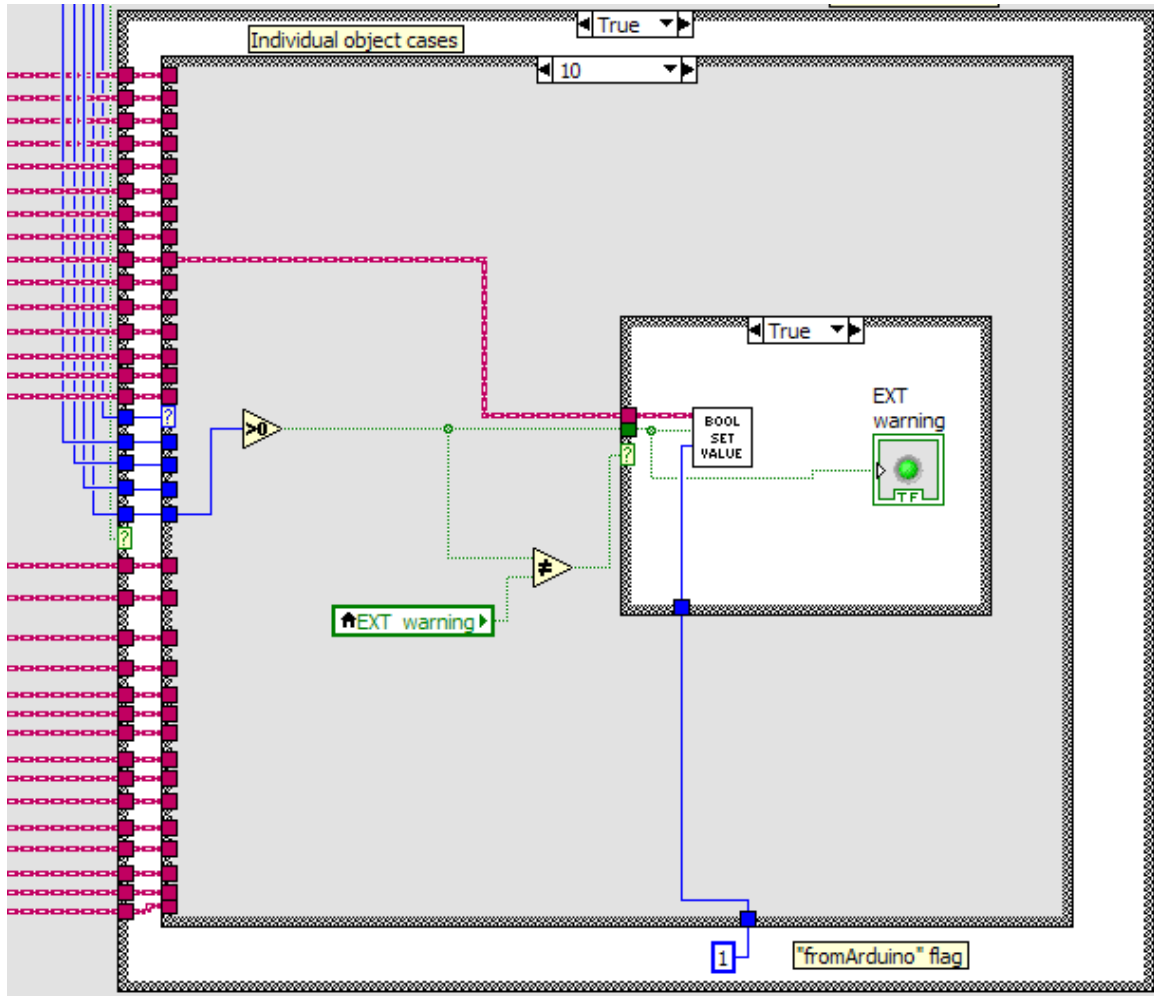 True
Individual object cases
10
True
EXT
warning
BOOL
SET
VALUE
?
?
TF
>0
?
≠
EXT warning
1
"fromArduino" flag